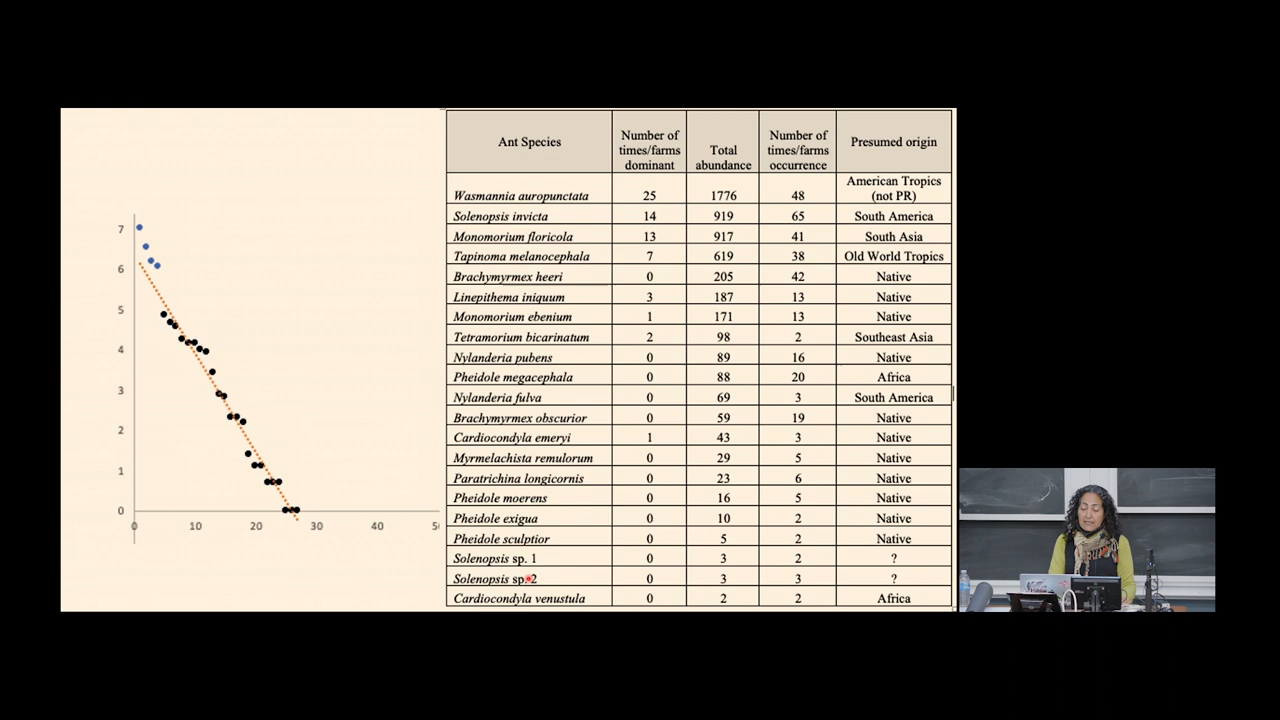 7
6
5
4
3
2
1
0
0 10 20 30 40
Ant Species
Number of
times/farms
dominant
Total
abundance
Number of
times/farms
occurrence
Presumed origin
Wasmannia auropunctata 25 1776 48 American Tropics
(not PR)
Solenopsis invicta 14 919 65 South America
Monomorium floricola 13 917 41 South Asia
Tapinoma melanocephala 7 619 38 Old World Tropics
Brachymyrmex heeri 0 205 42 Native
Linepithema iniquum 3 187 13 Native
Monomorium ebenium 1 171 13 Native
Tetramorium bicarinatum 2 98 2 Southeast Asia
Nylanderia pubens 0 89 16 Native
Pheidole megacephala 0 88 20 Africa
Nylanderia fulva 0 69 3 South America
Brachymyrmex obscurior 0 59 19 Native
Cardiocondyla emeryi 1 43 3 Native
Myrmelachista remulorum 0 29 5 Native
Paratrichina longicornis 0 23 6 Native
Pheidole moerens 0 16 5 Native
Pheidole exigua 0 10 2 Native
Pheidole sculptior 0 5 2 Native
Solenopsis sp. 1 0 3 2 ?
Solenopsis sp. 2 0 3 3 ?
Cardiocondyla venustula 0 2 2 Africa